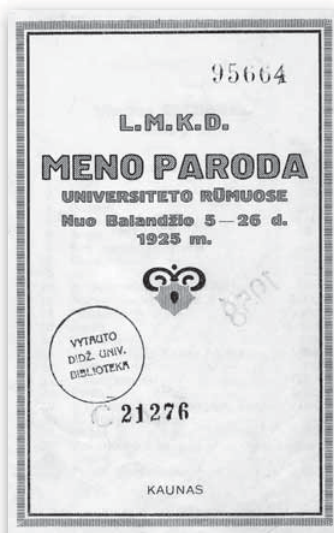 95664
L.M.K.D.
MENO PARODA
UNIVERSITETO RŪMUOSE
Nuo Balandžio 5—26 d.
1925 m.
VYTAUTO
DIDŽ. UNIV.
BIBLIOTEKA
C 21276
KAUNAS